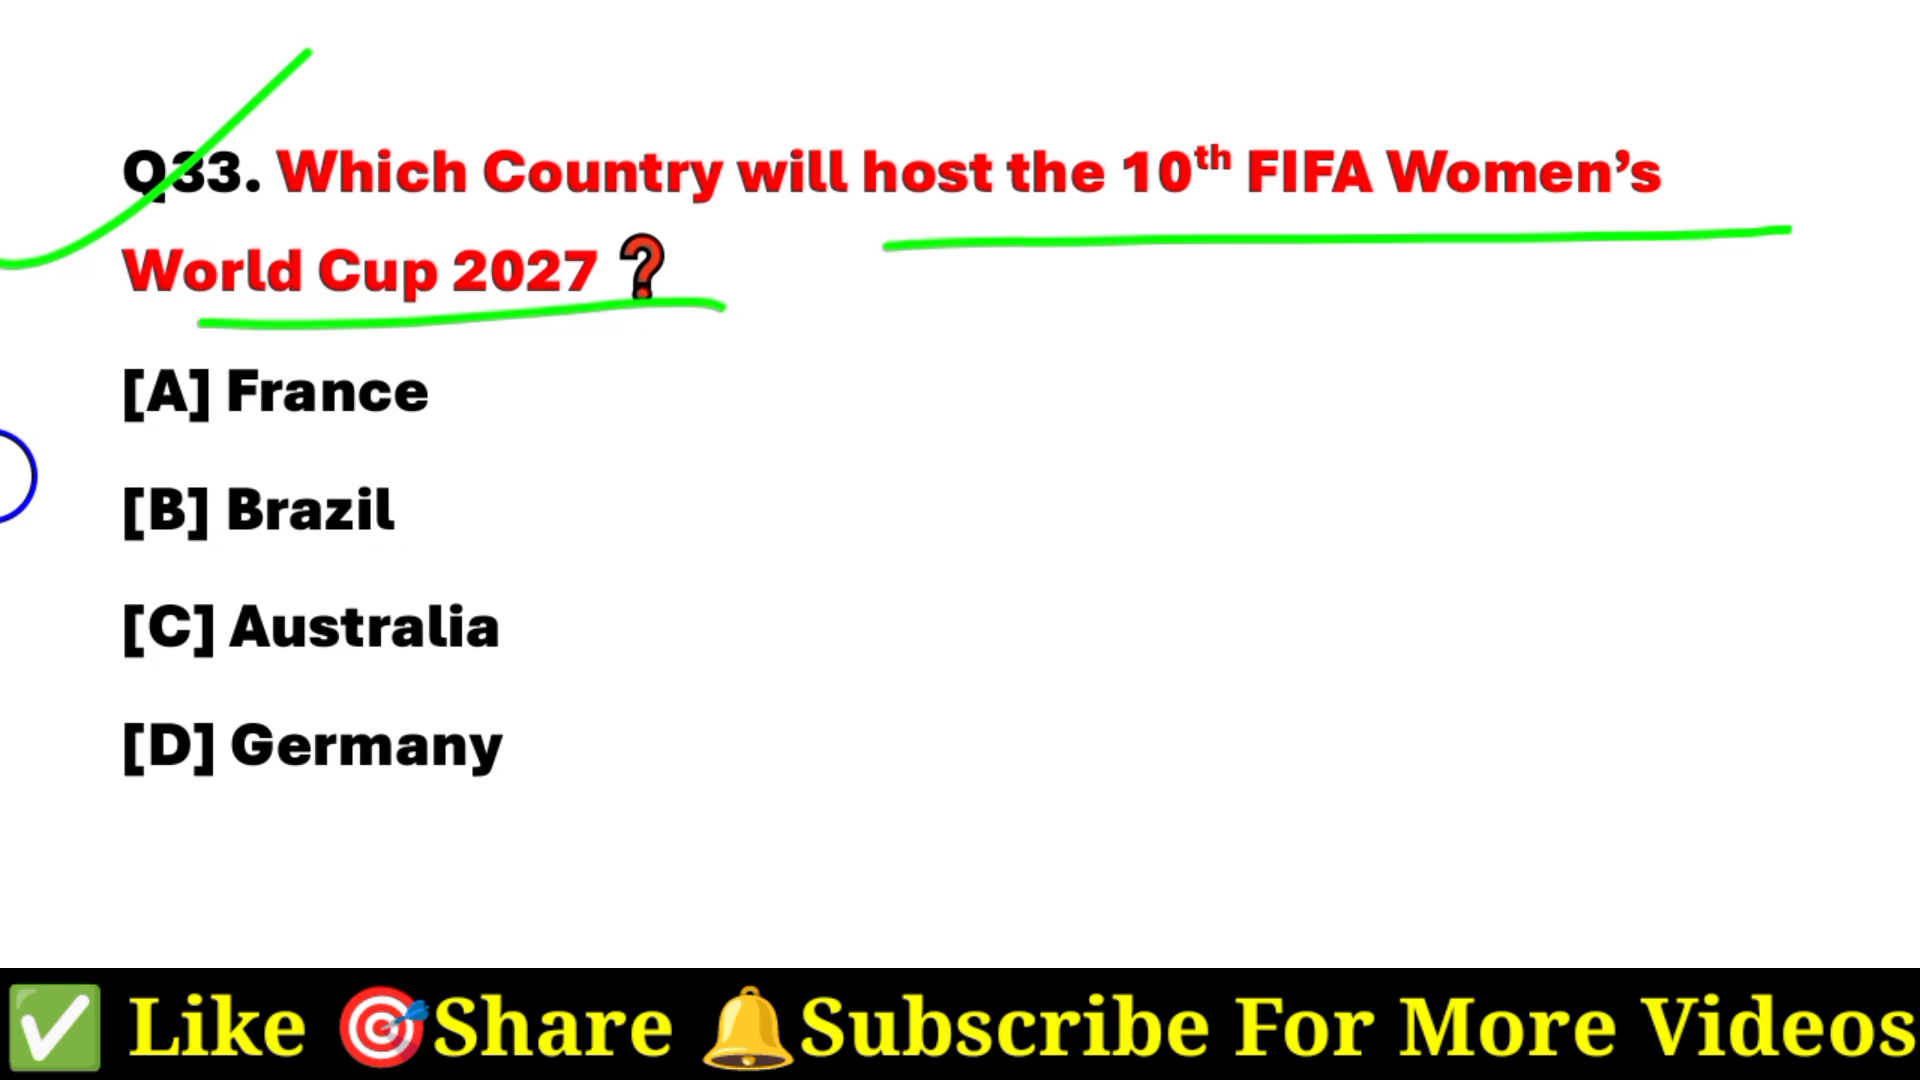 Q33. Which Country will host the 10th FIFA Women’s
World Cup 2027 ❓
[A] France
[B] Brazil
[C] Australia
[D] Germany
✅ Like 🎯Share 🔔Subscribe For More Videos